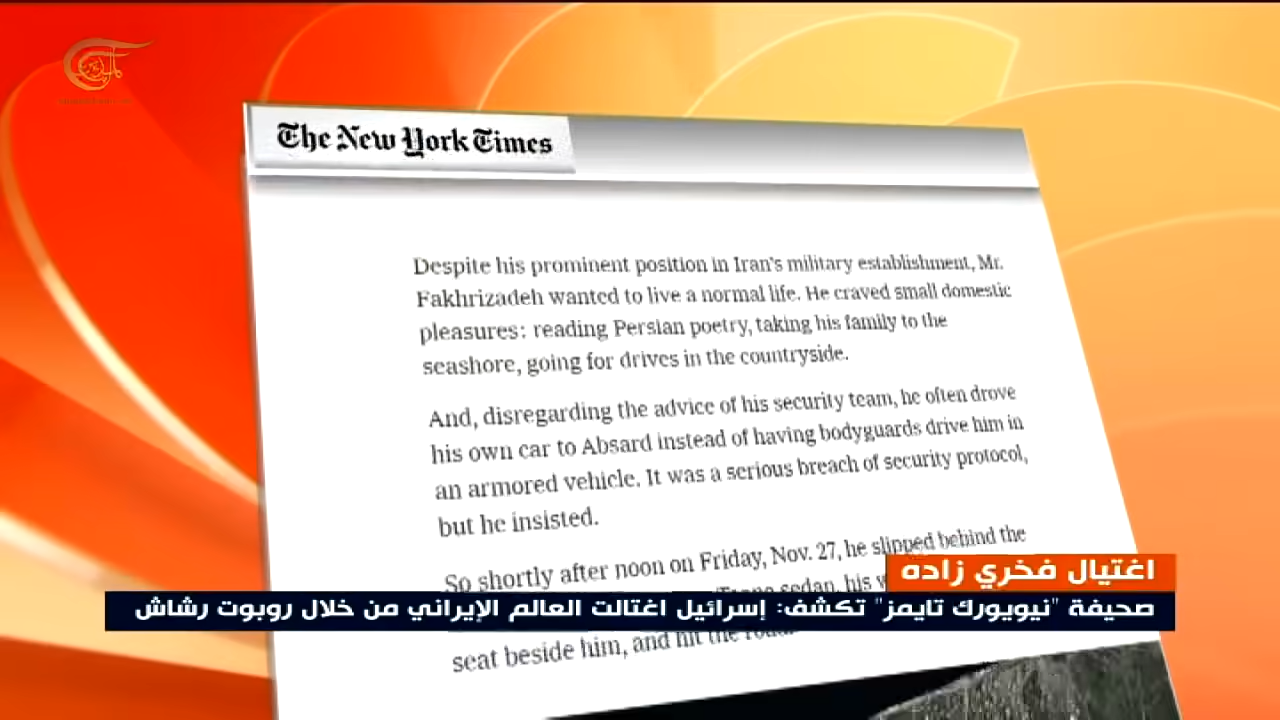 The New York Times
Despite his prominent position in Iran's military establishment, Mr.
Fakhrizadeh wanted to live a normal life. He craved small domestic
pleasures: reading Persian poetry, taking his family to the
seashore, going for drives in the countryside.
And, disregarding the advice of his security team, he often drove
his own car to Absard instead of having bodyguards drive him in
an armored vehicle. It was a serious breach of security protocol,
but he insisted.
So shortly after noon on Friday, Nov. 27, he slipped behind the
sedan, his
seat beside him, and hit the
اغتيال فخري زاده
صحيفة "نيويورك تايمز" تكشف: إسرائيل اغتالت العالم الإيراني من خلال روبوت رشاش